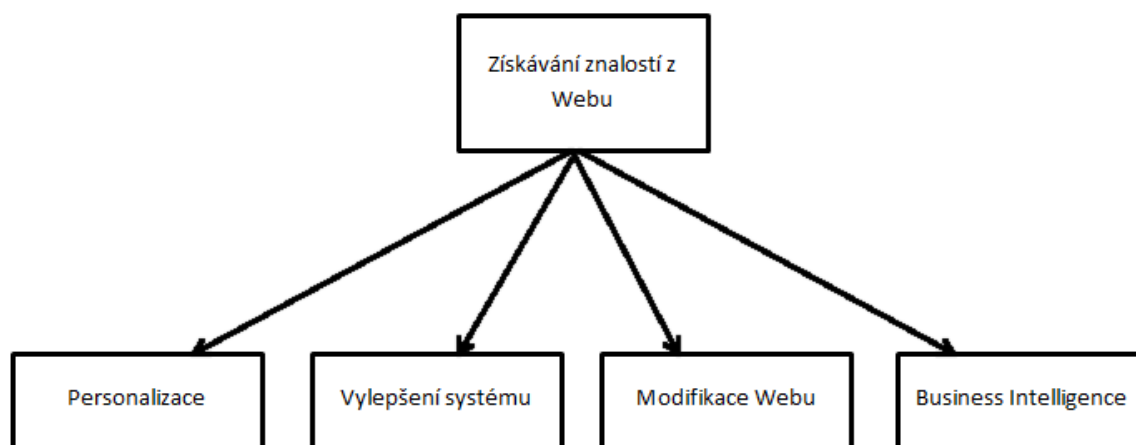 Získávání znalostí z
Webu
Personalizace
Vylepšení systému
Modifikace Webu
Business Intelligence